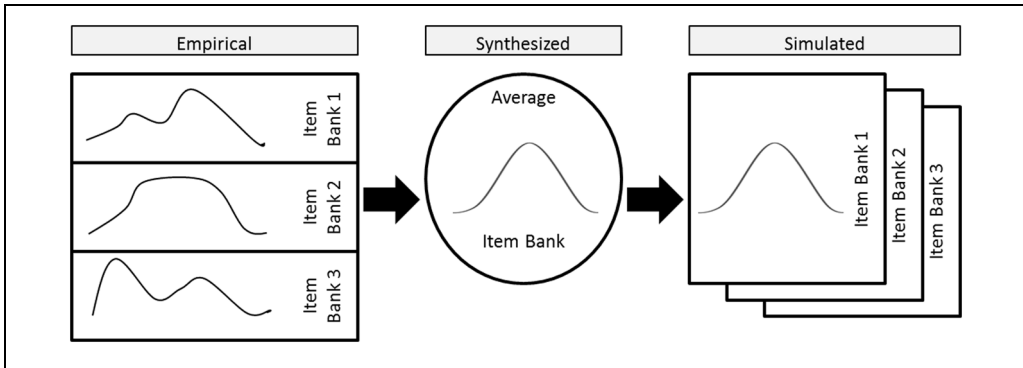 Empirical
Synthesized
Simulated
Item
Bank 1
Item
Bank 2
Item
Bank 3
Average
Item Bank
Item Bank 1
Item Bank 2
Item Bank 3